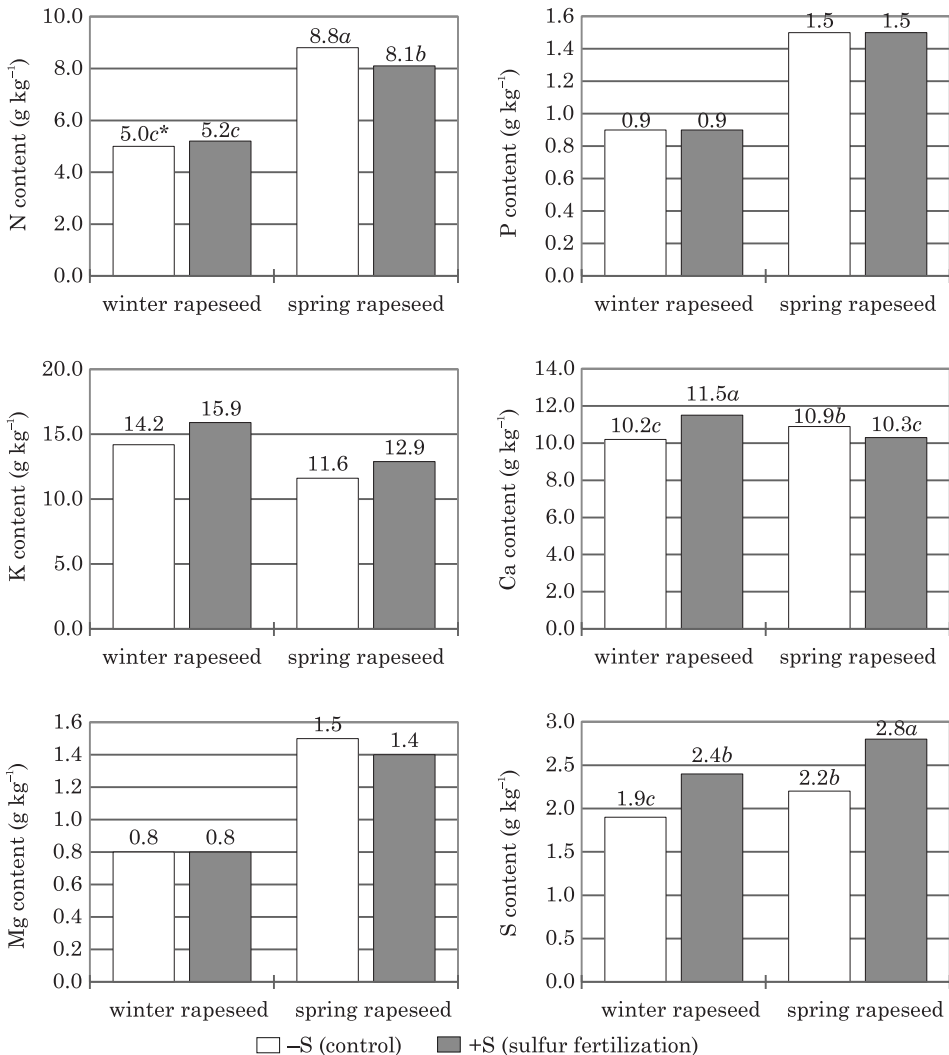 N content (g kg⁻¹)
10.0
8.0
6.0
4.0
2.0
0.0
5.0c*
5.2c
8.8a
8.1b
winter rapeseed
spring rapeseed
P content (g kg⁻¹)
1.6
1.4
1.2
1.0
0.8
0.6
0.4
0.2
0.0
0.9
0.9
1.5
1.5
winter rapeseed
spring rapeseed
K content (g kg⁻¹)
20.0
15.0
10.0
5.0
0.0
14.2
15.9
11.6
12.9
winter rapeseed
spring rapeseed
Ca content (g kg⁻¹)
14.0
12.0
10.0
8.0
6.0
4.0
2.0
0.0
10.2c
11.5a
10.9b
10.3c
winter rapeseed
spring rapeseed
Mg content (g kg⁻¹)
1.6
1.4
1.2
1.0
0.8
0.6
0.4
0.2
0.0
0.8
0.8
1.5
1.4
winter rapeseed
spring rapeseed
S content (g kg⁻¹)
3.0
2.5
2.0
1.5
1.0
0.5
0.0
1.9c
2.4b
2.2b
2.8a
winter rapeseed
spring rapeseed
–S (control)
+S (sulfur fertilization)